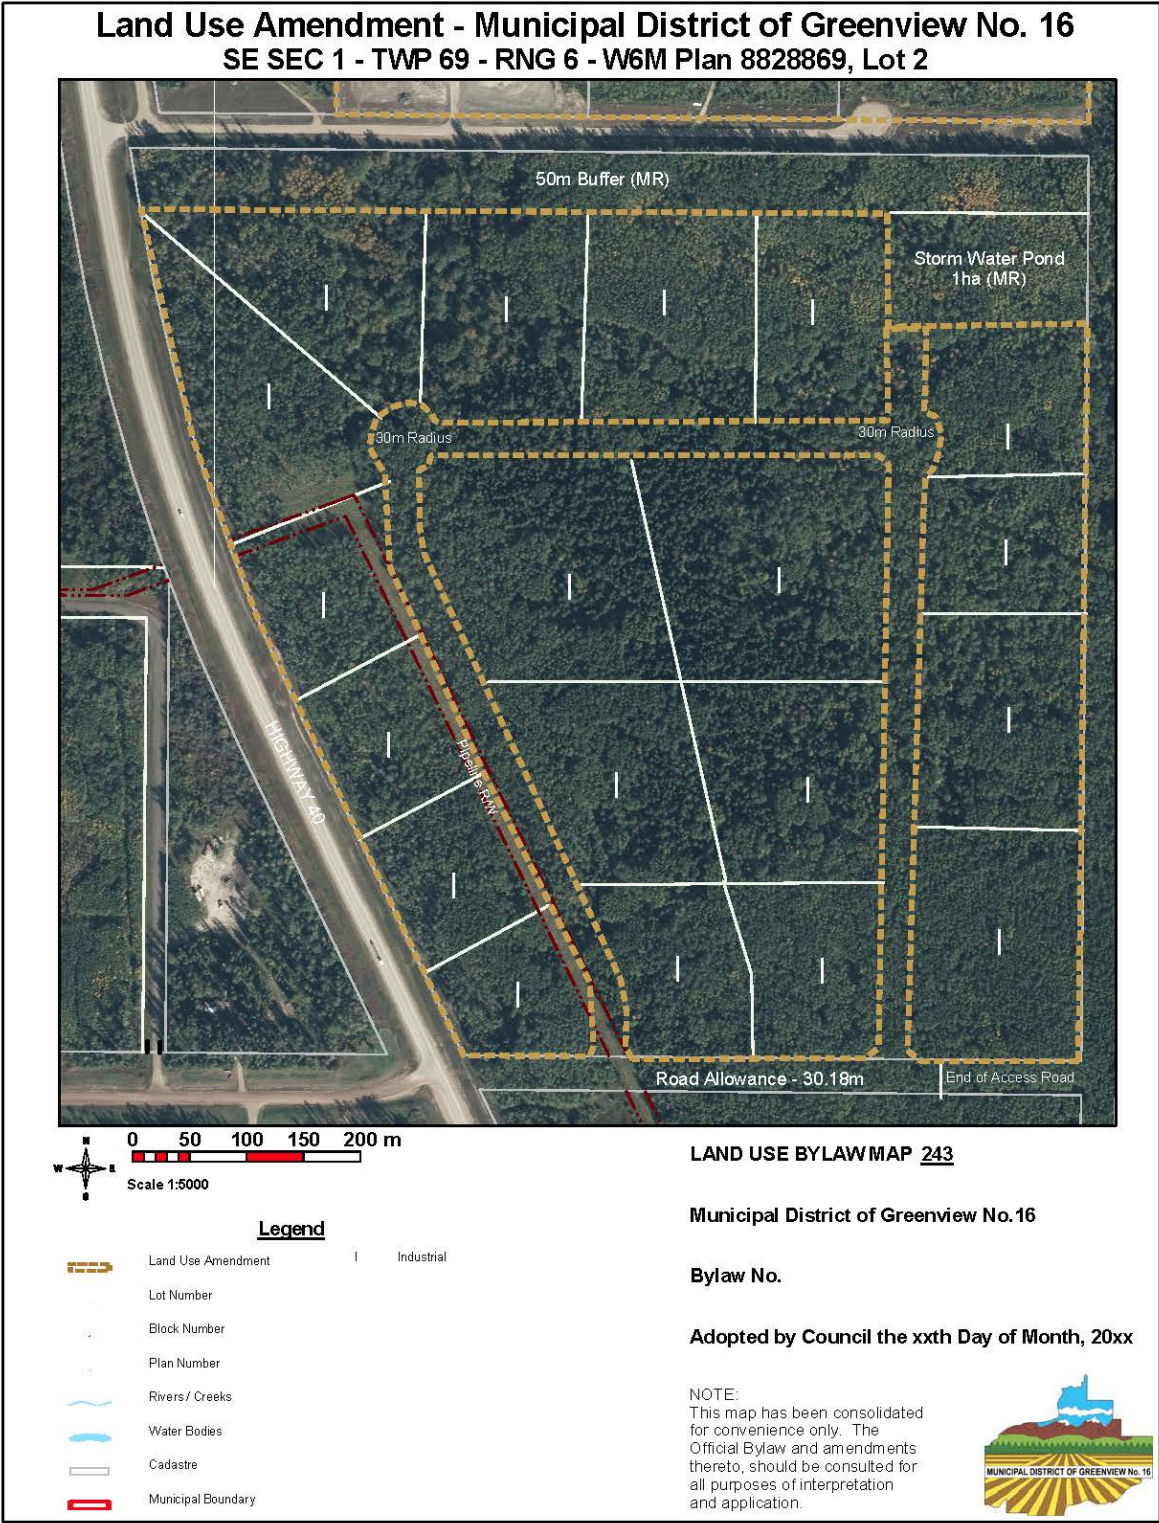 Land Use Amendment - Municipal District of Greenview No. 16
SE SEC 1 - TWP 69 - RNG 6 - W6M Plan 8828869, Lot 2
50m Buffer (MR)
Storm Water Pond
1ha (MR)
I
I
I
I
I
30m Radius
30m Radius
I
I
I
I
I
I
HIGHWAY 40
Pipeline R/W
I
I
I
I
I
I
I
I
Road Allowance - 30.18m
End of Access Road
N
W E
S
0 50 100 150 200 m
Scale 1:5000
Legend
Land Use Amendment
I Industrial
Lot Number
Block Number
Plan Number
Rivers / Creeks
Water Bodies
Cadastre
Municipal Boundary
LAND USE BYLAW MAP 243
Municipal District of Greenview No.16
Bylaw No.
Adopted by Council the xxth Day of Month, 20xx
NOTE:
This map has been consolidated
for convenience only. The
Official Bylaw and amendments
thereto, should be consulted for
all purposes of interpretation
and application.
MUNICIPAL DISTRICT OF GREENVIEW No. 16